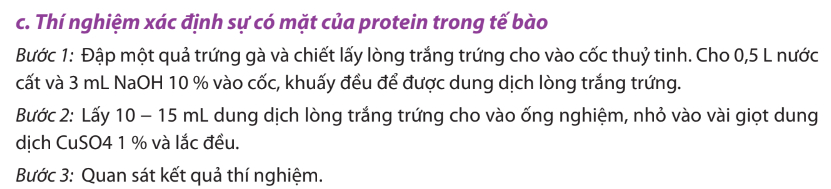 c. Thí nghiệm xác định sự có mặt của protein trong tế bào
Bước 1: Đập một quả trứng gà và chiết lấy lòng trắng trứng cho vào cốc thuỷ tinh. Cho 0,5 L nước
cất và 3 mL NaOH 10 % vào cốc, khuấy đều để được dung dịch lòng trắng trứng.
Bước 2: Lấy 10 – 15 mL dung dịch lòng trắng trứng cho vào ống nghiệm, nhỏ vào vài giọt dung
dịch CuSO4 1 % và lắc đều.
Bước 3: Quan sát kết quả thí nghiệm.